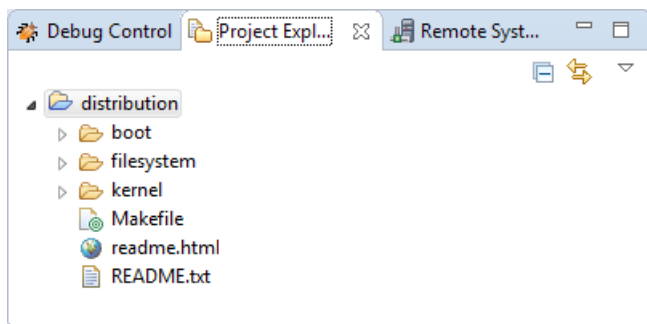 Debug Control Project Expl... Remote Syst...
distribution
boot
filesystem
kernel
Makefile
readme.html
README.txt